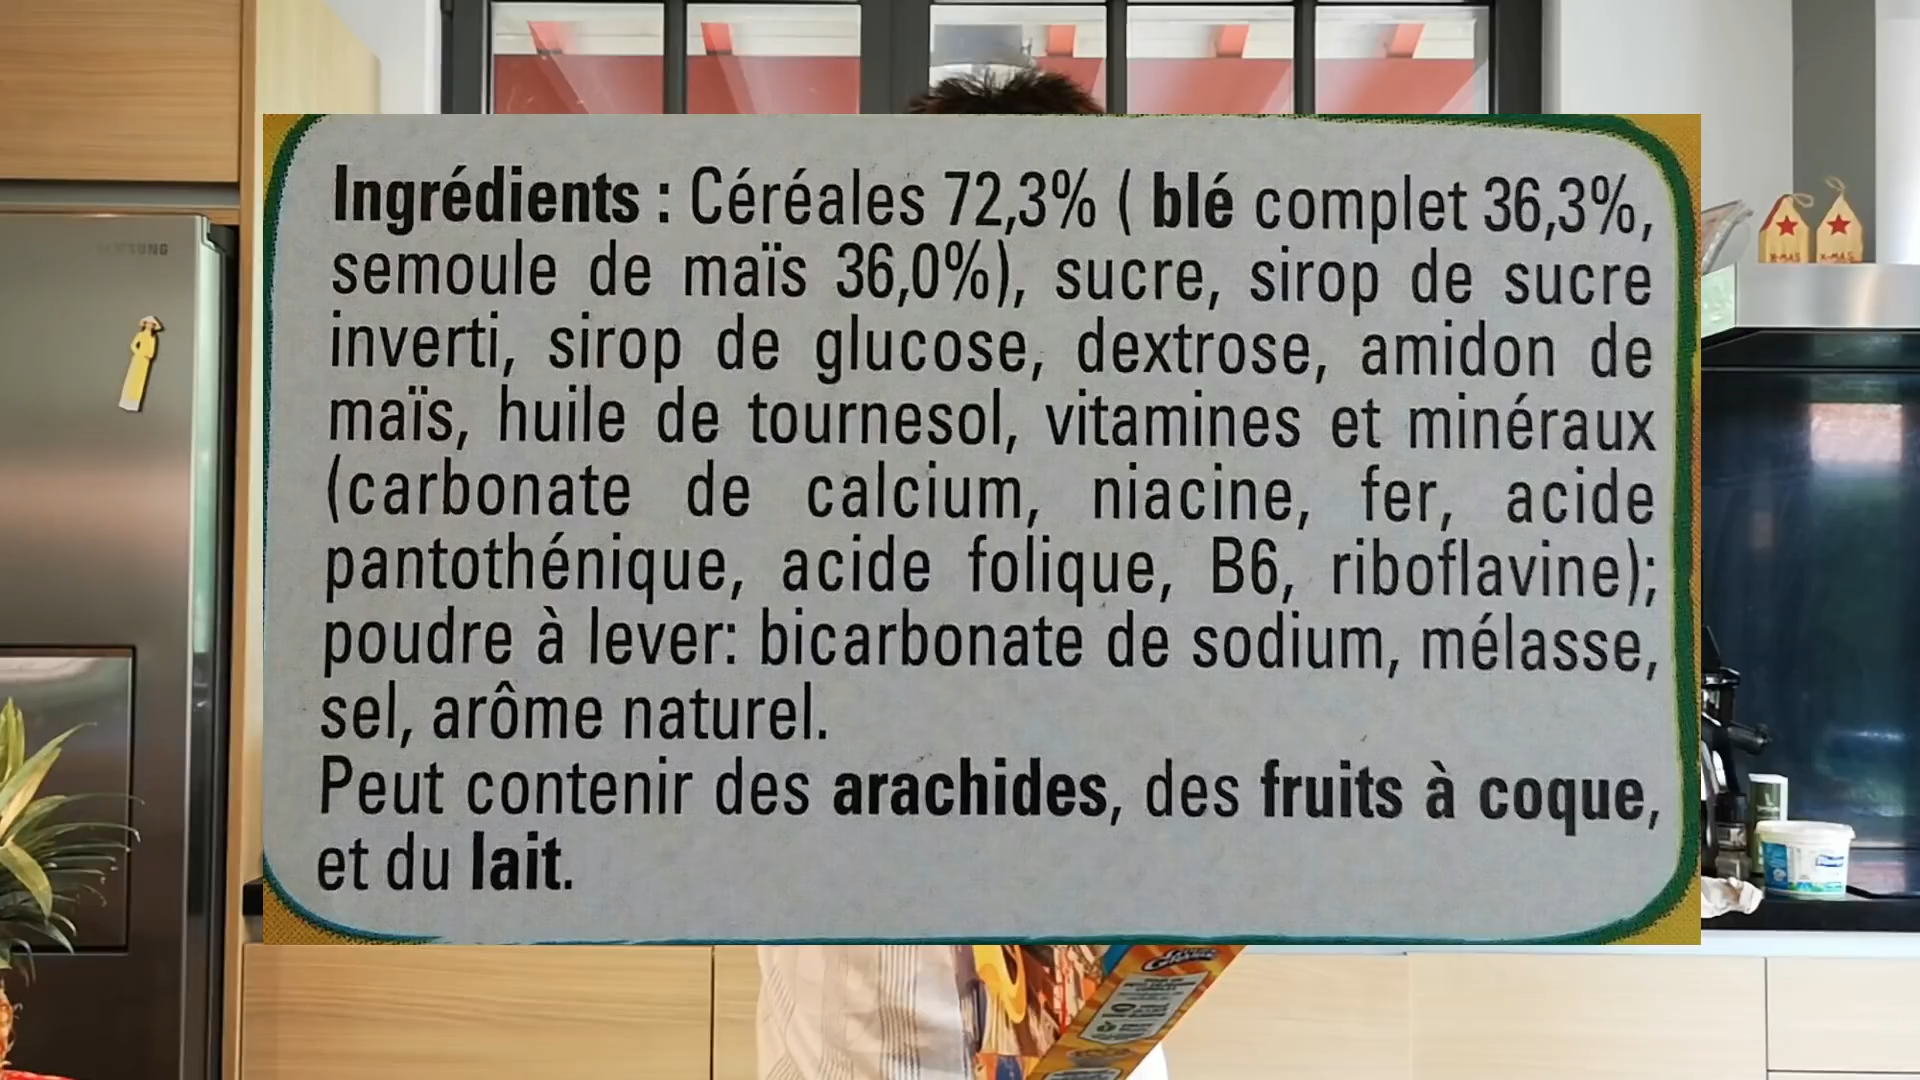 Ingrédients : Céréales 72,3% ( blé complet 36,3%,
semoule de maïs 36,0%), sucre, sirop de sucre
inverti, sirop de glucose, dextrose, amidon de
maïs, huile de tournesol, vitamines et minéraux
(carbonate de calcium, niacine, fer, acide
pantothénique, acide folique, B6, riboflavine);
poudre à lever: bicarbonate de sodium, mélasse,
sel, arôme naturel.
Peut contenir des arachides, des fruits à coque,
et du lait.
SAMSUNG
X-MAS
X-MAS